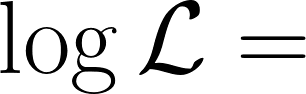 log ℒ =